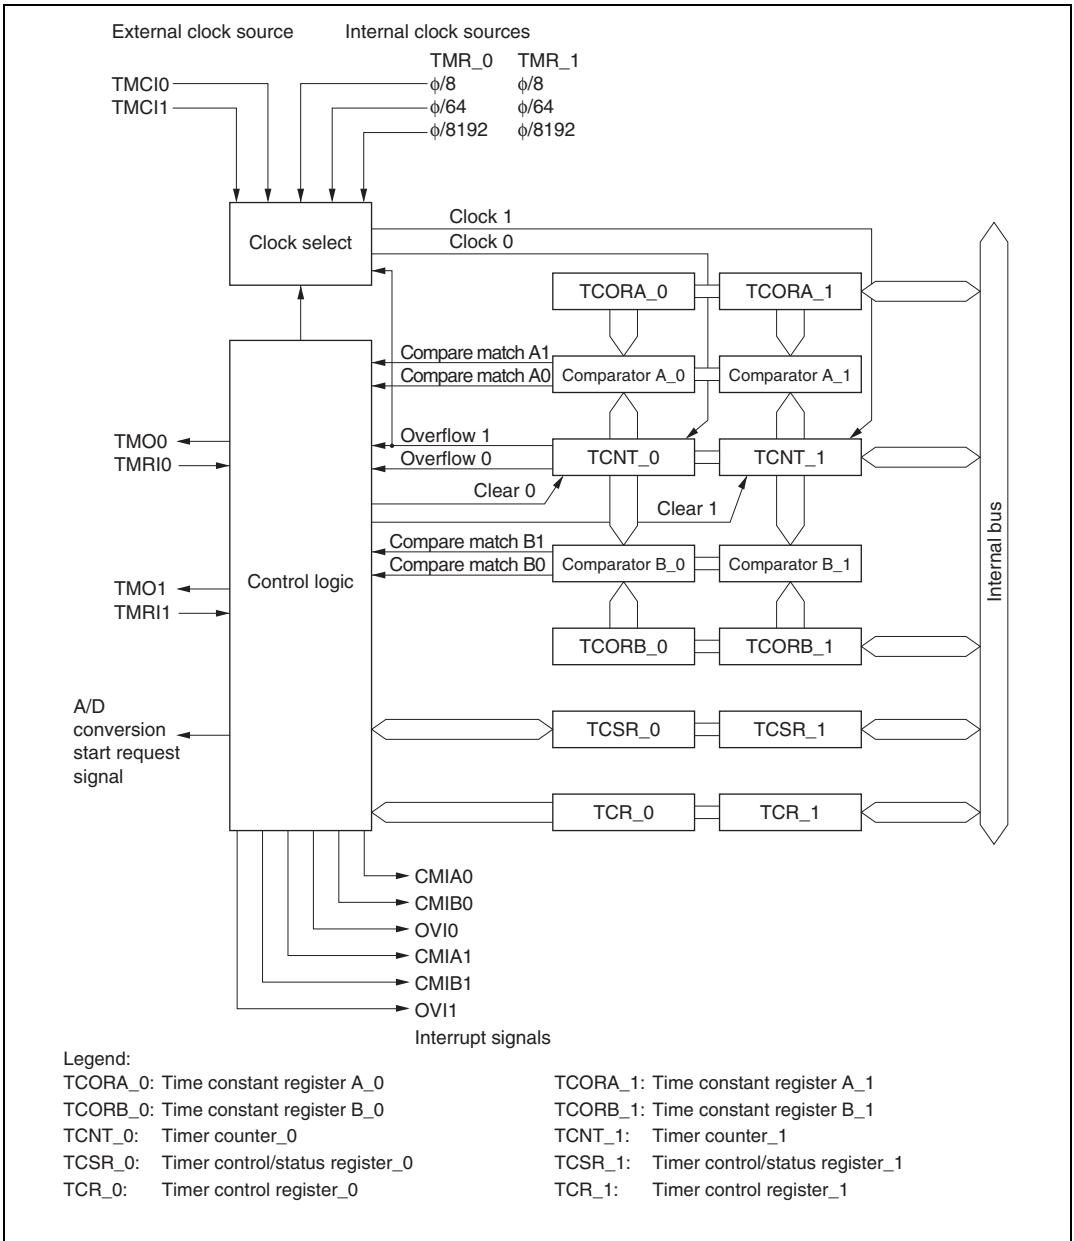 External clock source
Internal clock sources
TMR_0 TMR_1
TMCI0
ϕ/8 ϕ/8
TMCI1
ϕ/64 ϕ/64
ϕ/8192 ϕ/8192
Clock select
Clock 1
Clock 0
TCORA_0
TCORA_1
Compare match A1
Compare match A0
Comparator A_0
Comparator A_1
TMO0
TMRI0
Overflow 1
Overflow 0
TCNT_0
TCNT_1
Clear 0
Clear 1
Internal bus
Compare match B1
Compare match B0
Comparator B_0
Comparator B_1
Control logic
TMO1
TMRI1
TCORB_0
TCORB_1
A/D
conversion
start request
signal
TCSR_0
TCSR_1
TCR_0
TCR_1
CMIA0
CMIB0
OVI0
CMIA1
CMIB1
OVI1
Interrupt signals
Legend:
TCORA_0: Time constant register A_0
TCORB_0: Time constant register B_0
TCNT_0: Timer counter_0
TCSR_0: Timer control/status register_0
TCR_0: Timer control register_0
TCORA_1: Time constant register A_1
TCORB_1: Time constant register B_1
TCNT_1: Timer counter_1
TCSR_1: Timer control/status register_1
TCR_1: Timer control register_1